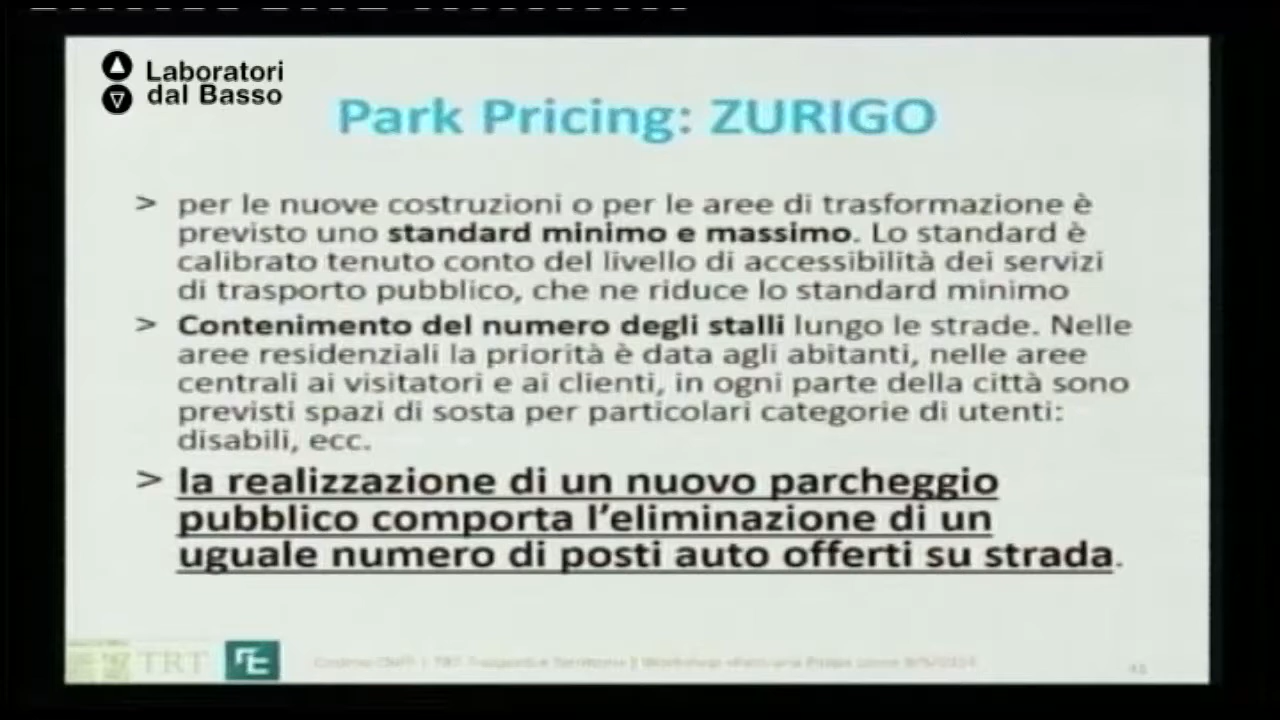 Laboratori
dal Basso
Park Pricing: ZURIGO
> per le nuove costruzioni o per le aree di trasformazione è
previsto uno standard minimo e massimo. Lo standard è
calibrato tenuto conto del livello di accessibilità dei servizi
di trasporto pubblico, che ne riduce lo standard minimo
> Contenimento del numero degli stalli lungo le strade. Nelle
aree residenziali la priorità è data agli abitanti, nelle aree
centrali ai visitatori e ai clienti, in ogni parte della città sono
previsti spazi di sosta per particolari categorie di utenti:
disabili, ecc.
> la realizzazione di un nuovo parcheggio
pubblico comporta l'eliminazione di un
uguale numero di posti auto offerti su strada.
TRT